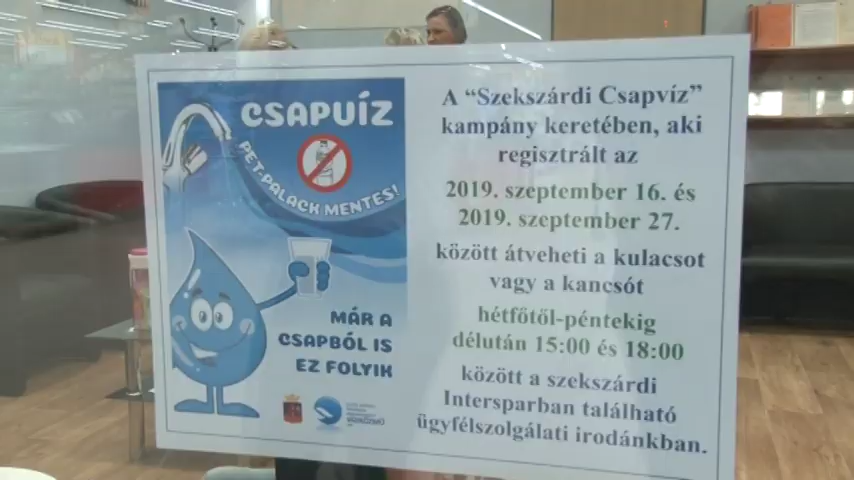 CSAPVÍZ
PET-PALACK MENTES!
MÁR A
CSAPBÓL IS
EZ FOLYIK
A “Szekszárdi Csapvíz”
kampány keretében, aki
regisztrált az
2019. szeptember 16. és
2019. szeptember 27.
között átveheti a kulacsot
vagy a kancsót
hétfőtől-péntekig
délután 15:00 és 18:00
között a szekszárdi
Intersparban található
ügyfélszolgálati irodánkban.